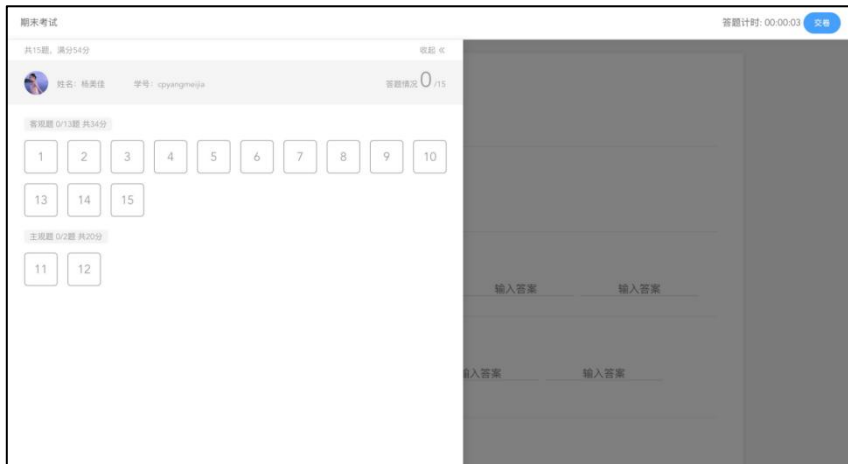 期末考试
答题计时: 00:00:03 交卷
共15题，满分54分 收起 《
姓名：杨美佳 学号：cpyangmeijia 答题情况 0 /15
客观题 0/13题 共34分
1 2 3 4 5 6 7 8 9 10
13 14 15
主观题 0/2题 共20分
11 12
输入答案 输入答案
输入答案 输入答案